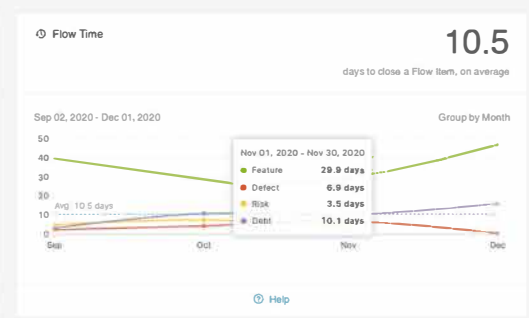 Flow Time
10.5
days to close a Flow Item, on average
Sep 02, 2020 - Dec 01, 2020
Group by Month
50
40
30
20
10
0
Avg 10.5 days
Nov 01, 2020 - Nov 30, 2020
Feature 29.9 days
Defect 6.9 days
Risk 3.5 days
Debt 10.1 days
Sep
Oct
Nov
Dec
Help